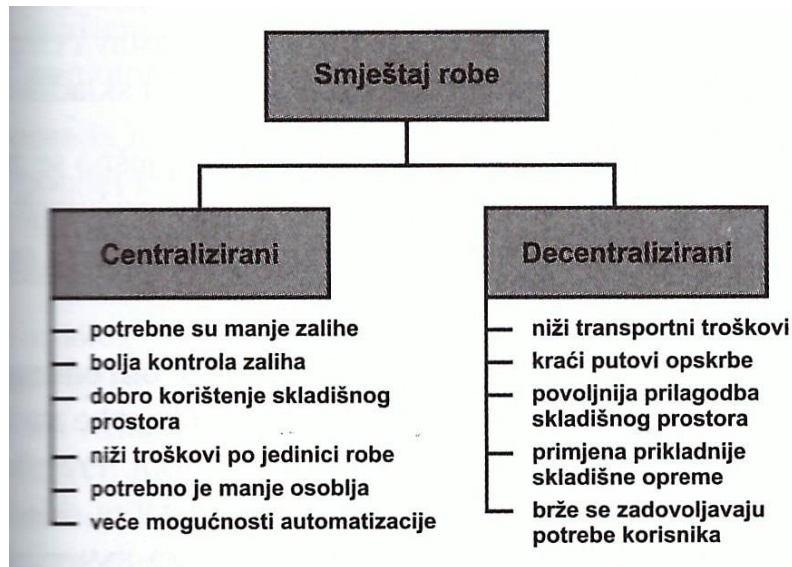 Smještaj robe
Centralizirani
potrebne su manje zalihe
bolja kontrola zaliha
dobro korištenje skladišnog
prostora
niži troškovi po jedinici robe
potrebno je manje osoblja
veće mogućnosti automatizacije
Decentralizirani
niži transportni troškovi
kraći putovi opskrbe
povoljnija prilagodba
skladišnog prostora
primjena prikladnije
skladišne opreme
brže se zadovoljavaju
potrebe korisnika